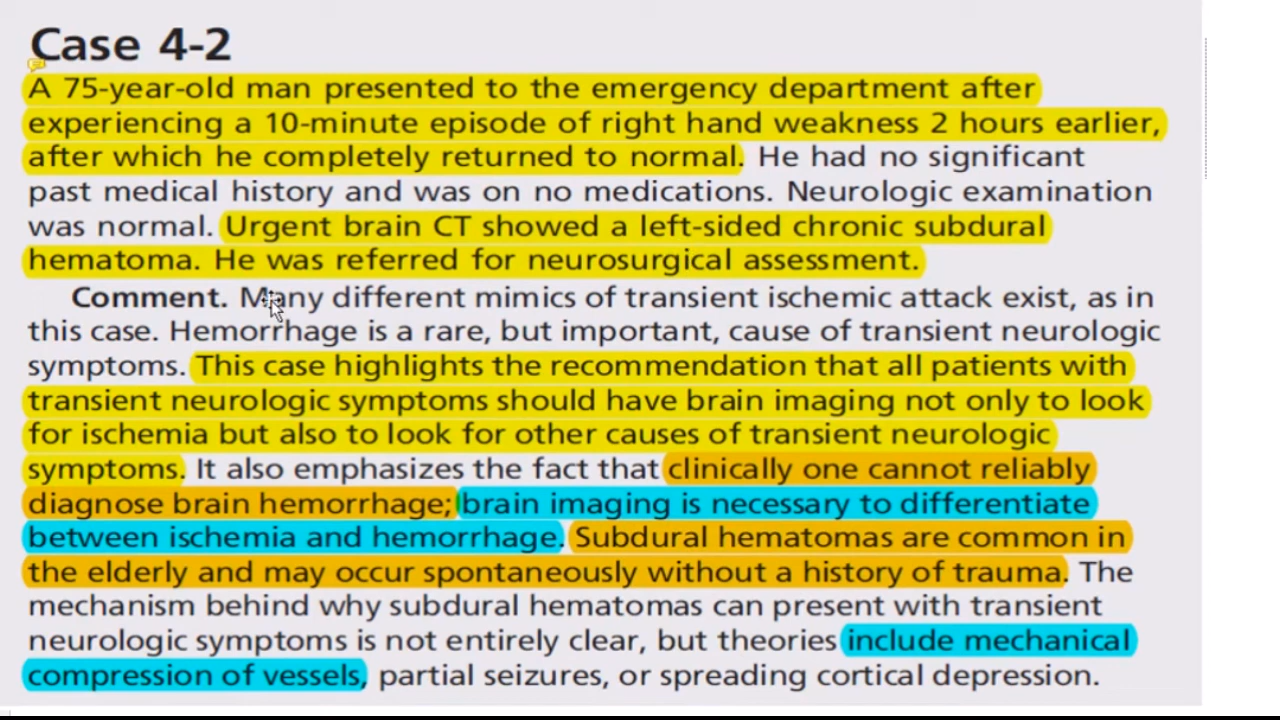 Case 4-2
A 75-year-old man presented to the emergency department after
experiencing a 10-minute episode of right hand weakness 2 hours earlier,
after which he completely returned to normal. He had no significant
past medical history and was on no medications. Neurologic examination
was normal. Urgent brain CT showed a left-sided chronic subdural
hematoma. He was referred for neurosurgical assessment.
Comment. Many different mimics of transient ischemic attack exist, as in
this case. Hemorrhage is a rare, but important, cause of transient neurologic
symptoms. This case highlights the recommendation that all patients with
transient neurologic symptoms should have brain imaging not only to look
for ischemia but also to look for other causes of transient neurologic
symptoms. It also emphasizes the fact that clinically one cannot reliably
diagnose brain hemorrhage; brain imaging is necessary to differentiate
between ischemia and hemorrhage. Subdural hematomas are common in
the elderly and may occur spontaneously without a history of trauma. The
mechanism behind why subdural hematomas can present with transient
neurologic symptoms is not entirely clear, but theories include mechanical
compression of vessels, partial seizures, or spreading cortical depression.